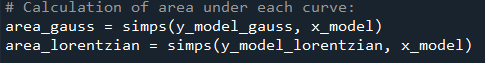 # Calculation of area under each curve:
area_gauss = simps(y_model_gauss, x_model)
area_lorentzian = simps(y_model_lorentzian, x_model)